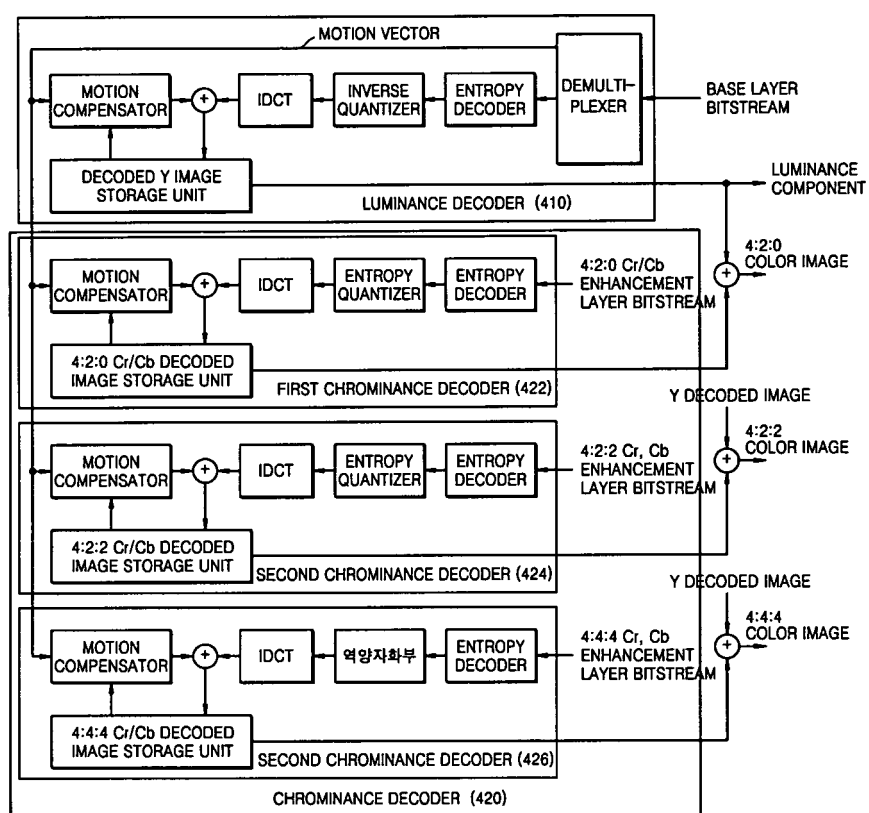 MOTION VECTOR
MOTION
COMPENSATOR
+
IDCT
INVERSE
QUANTIZER
ENTROPY
DECODER
DEMULTI-
PLEXER
BASE LAYER
BITSTREAM
DECODED Y IMAGE
STORAGE UNIT
LUMINANCE DECODER (410)
LUMINANCE
COMPONENT
MOTION
COMPENSATOR
+
IDCT
ENTROPY
QUANTIZER
ENTROPY
DECODER
4:2:0 Cr/Cb
ENHANCEMENT
LAYER BITSTREAM
+
4:2:0
COLOR IMAGE
4:2:0 Cr/Cb DECODED
IMAGE STORAGE UNIT
FIRST CHROMINANCE DECODER (422)
Y DECODED IMAGE
MOTION
COMPENSATOR
+
IDCT
ENTROPY
QUANTIZER
ENTROPY
DECODER
4:2:2 Cr, Cb
ENHANCEMENT
LAYER BITSTREAM
+
4:2:2
COLOR IMAGE
4:2:2 Cr/Cb DECODED
IMAGE STORAGE UNIT
SECOND CHROMINANCE DECODER (424)
Y DECODED IMAGE
MOTION
COMPENSATOR
+
IDCT
역양자화부
ENTROPY
DECODER
4:4:4 Cr, Cb
ENHANCEMENT
LAYER BITSTREAM
+
4:4:4
COLOR IMAGE
4:4:4 Cr/Cb DECODED
IMAGE STORAGE UNIT
SECOND CHROMINANCE DECODER (426)
CHROMINANCE DECODER (420)